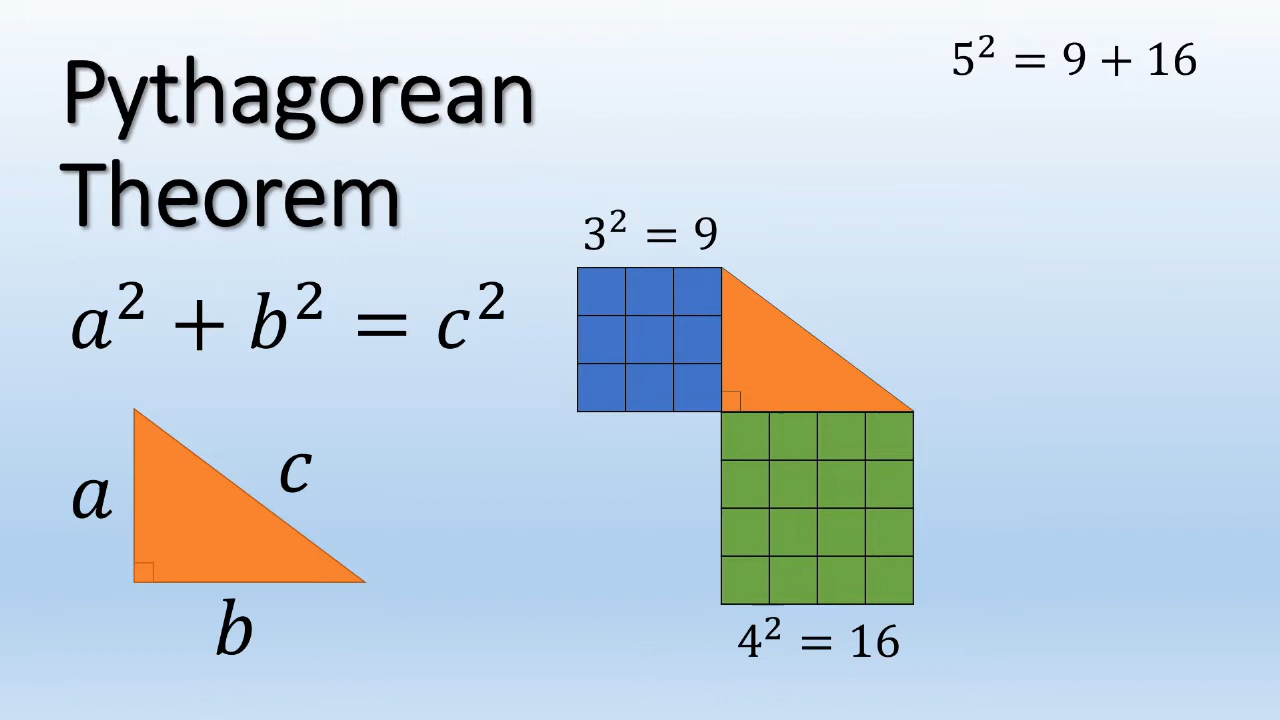 Pythagorean
Theorem
a² + b² = c²
a
c
b
5² = 9 + 16
3² = 9
4² = 16